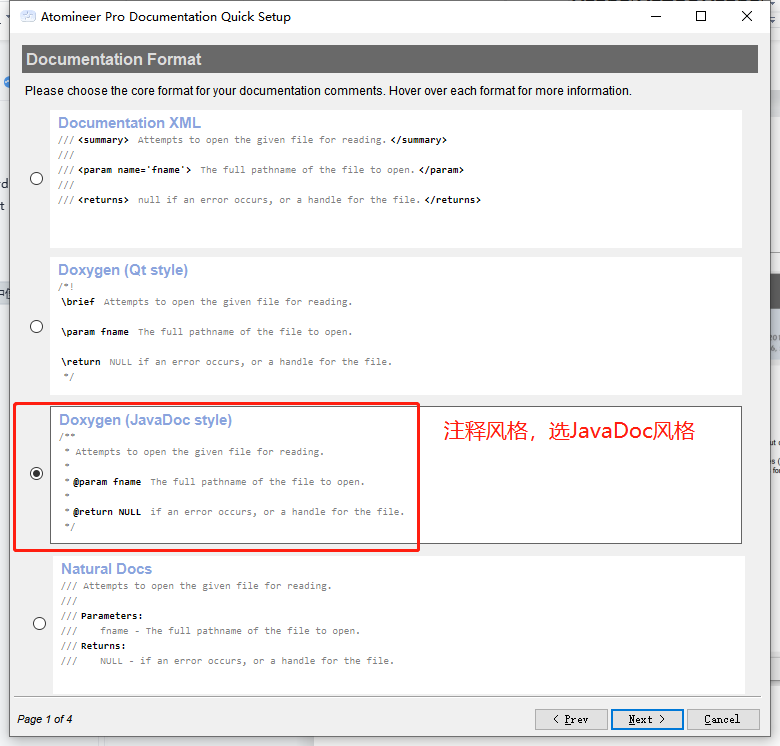 Atomineer Pro Documentation Quick Setup
Documentation Format
Please choose the core format for your documentation comments. Hover over each format for more information.
Documentation XML
/// <summary> Attempts to open the given file for reading. </summary>
///
/// <param name='fname'> The full pathname of the file to open. </param>
///
/// <returns> null if an error occurs, or a handle for the file. </returns>
Doxygen (Qt style)
/*!
\brief Attempts to open the given file for reading.
\param fname The full pathname of the file to open.
\return NULL if an error occurs, or a handle for the file.
*/
Doxygen (JavaDoc style)
注释风格，选JavaDoc风格
/**
* Attempts to open the given file for reading.
*
* @param fname The full pathname of the file to open.
*
* @return NULL if an error occurs, or a handle for the file.
*/
Natural Docs
/// Attempts to open the given file for reading.
///
/// Parameters:
/// fname - The full pathname of the file to open.
/// Returns:
/// NULL - if an error occurs, or a handle for the file.
Page 1 of 4
< Prev
Next >
Cancel